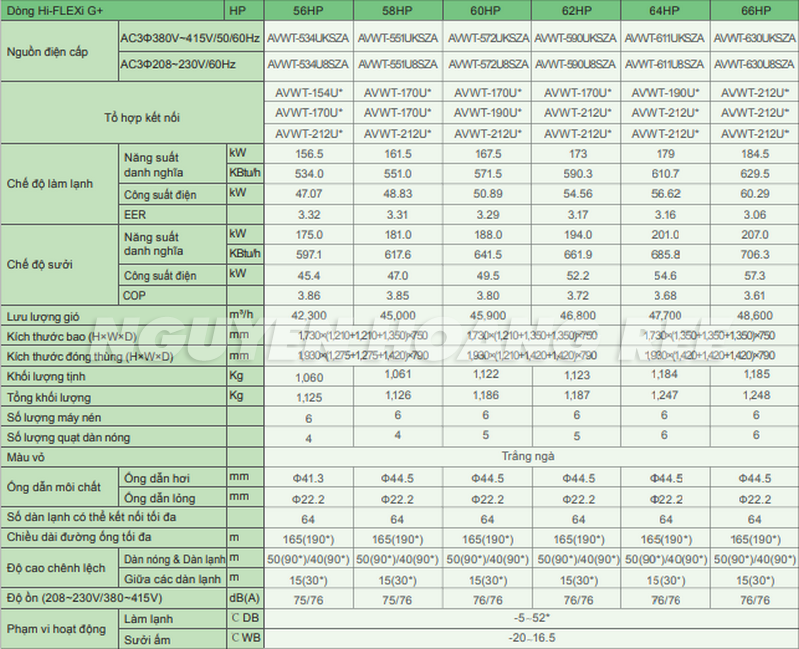 Dòng Hi-FLEXi G+ HP 56HP 58HP 60HP 62HP 64HP 66HP
Nguồn điện cấp AC3Φ380V~415V/50/60Hz AVWT-534UKSZA AVWT-551UKSZA AVWT-572UKSZA AVWT-590UKSZA AVWT-611UKSZA AVWT-630UKSZA
AC3Φ208~230V/60Hz AVWT-534U8SZA AVWT-551U8SZA AVWT-572U8SZA AVWT-590U8SZA AVWT-611U8SZA AVWT-630U8SZA
Tổ hợp kết nối AVWT-154U* AVWT-170U* AVWT-170U* AVWT-170U* AVWT-190U* AVWT-212U*
AVWT-170U* AVWT-170U* AVWT-190U* AVWT-212U* AVWT-212U* AVWT-212U*
AVWT-212U* AVWT-212U* AVWT-212U* AVWT-212U* AVWT-212U* AVWT-212U*
Chế độ làm lạnh Năng suất danh nghĩa kW 156.5 161.5 167.5 173 179 184.5
KBtu/h 534.0 551.0 571.5 590.3 610.7 629.5
Công suất điện kW 47.07 48.83 50.89 54.56 56.62 60.29
EER 3.32 3.31 3.29 3.17 3.16 3.06
Chế độ sưởi Năng suất danh nghĩa kW 175.0 181.0 188.0 194.0 201.0 207.0
KBtu/h 597.1 617.6 641.5 661.9 685.8 706.3
Công suất điện kW 45.4 47.0 49.5 52.2 54.6 57.3
COP 3.86 3.85 3.80 3.72 3.68 3.61
Lưu lượng gió m³/h 42,300 45,000 45,900 46,800 47,700 48,600
Kích thước bao (H×W×D) mm 1,730×(1,210+1,210+1,350)×750 1,730×(1,210+1,350+1,350)×750 1,730×(1,350+1,350+1,350)×750
Kích thước đóng thùng (H×W×D) mm 1,930×(1,275+1,275+1,420)×790 1,930×(1,210+1,420+1,420)×790 1,930×(1,420+1,420+1,420)×790
Khối lượng tịnh Kg 1,060 1,061 1,122 1,123 1,184 1,185
Tổng khối lượng Kg 1,125 1,126 1,186 1,187 1,247 1,248
Số lượng máy nén 6 6 6 6 6 6
Số lượng quạt dàn nóng 4 4 5 5 6 6
Màu vỏ Trắng ngà
Ống dẫn môi chất Ống dẫn hơi mm Φ41.3 Φ44.5 Φ44.5 Φ44.5 Φ44.5 Φ44.5
Ống dẫn lỏng mm Φ22.2 Φ22.2 Φ22.2 Φ22.2 Φ22.2 Φ22.2
Số dàn lạnh có thể kết nối tối đa 64 64 64 64 64 64
Chiều dài đường ống tối đa m 165(190*) 165(190*) 165(190*) 165(190*) 165(190*) 165(190*)
Độ cao chênh lệch Dàn nóng & Dàn lạnh m 50(90*)/40(90*) 50(90*)/40(90*) 50(90*)/40(90*) 50(90*)/40(90*) 50(90*)/40(90*) 50(90*)/40(90*)
Giữa các dàn lạnh m 15(30*) 15(30*) 15(30*) 15(30*) 15(30*) 15(30*)
Độ ồn (208~230V/380~415V) dB(A) 75/76 75/76 76/76 76/76 76/76 76/76
Phạm vi hoạt động Làm lạnh C DB -5~52*
Sưởi ấm C WB -20~16.5
NGUYENHOANG REE